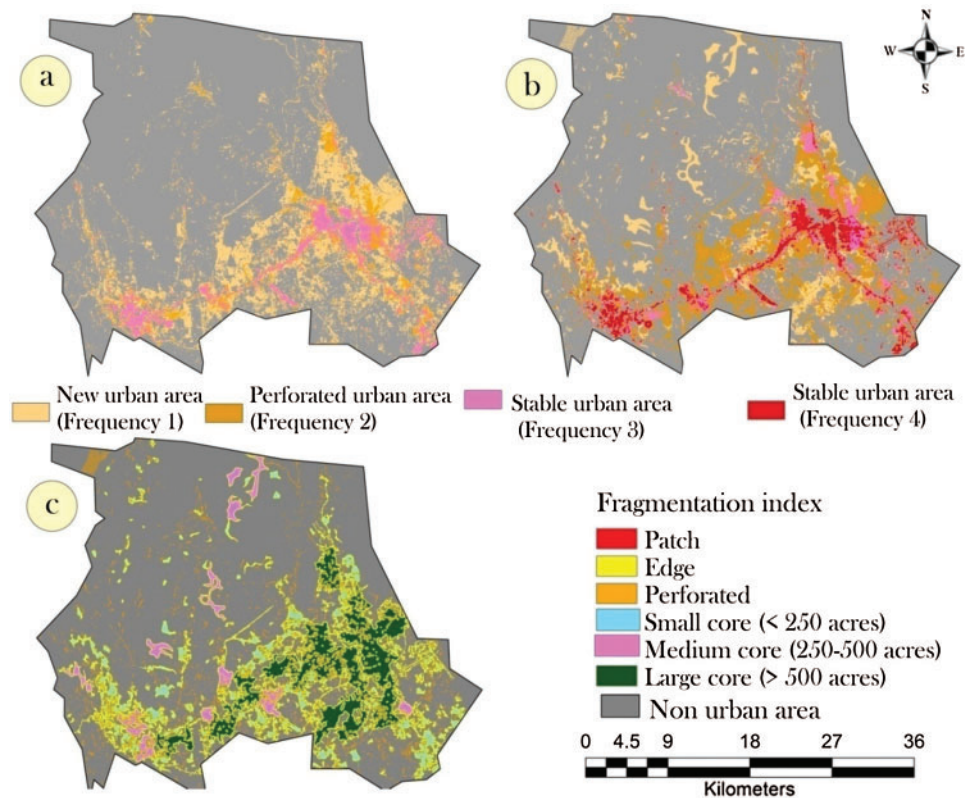 a
b
N
W E
S
New urban area
(Frequency 1)
Perforated urban area
(Frequency 2)
Stable urban area
(Frequency 3)
Stable urban area
(Frequency 4)
c
Fragmentation index
Patch
Edge
Perforated
Small core (< 250 acres)
Medium core (250-500 acres)
Large core (> 500 acres)
Non urban area
0 4.5 9 18 27 36
Kilometers